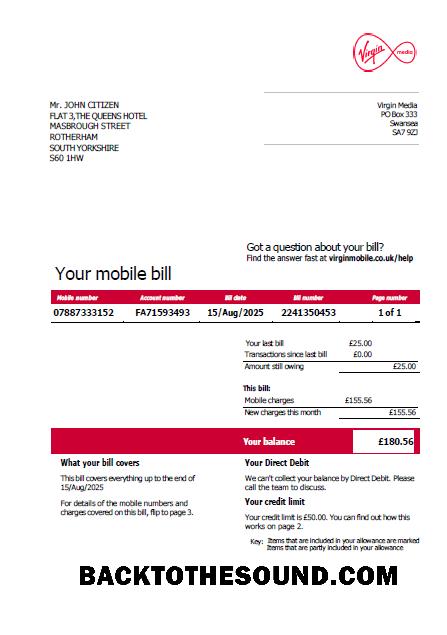 Virgin media
Mr. JOHN CITIZEN
FLAT 3,THE QUEENS HOTEL
MASBROUGH STREET
ROTHERHAM
SOUTH YORKSHIRE
S60 1HW
Virgin Media
PO Box 333
Swansea
SA7 9ZJ
Got a question about your bill?
Find the answer fast at virginmobile.co.uk/help
Your mobile bill
Mobile number Account number Bill date Bill number Page number
07887333152 FA71593493 15/Aug/2025 2241350453 1 of 1
Your last bill £25.00
Transactions since last bill £0.00
Amount still owing £25.00
This bill:
Mobile charges £155.56
New charges this month £155.56
Your balance £180.56
What your bill covers
This bill covers everything up to the end of
15/Aug/2025
For details of the mobile numbers and
charges covered on this bill, flip to page 3.
Your Direct Debit
We can't collect your balance by Direct Debit. Please
call the team to discuss.
Your credit limit
Your credit limit is £50.00. You can find out how this
works on page 2.
Key: Items that are included in your allowance are marked
Items that are partly included in your allowance
BACKTOTHESOUND.COM